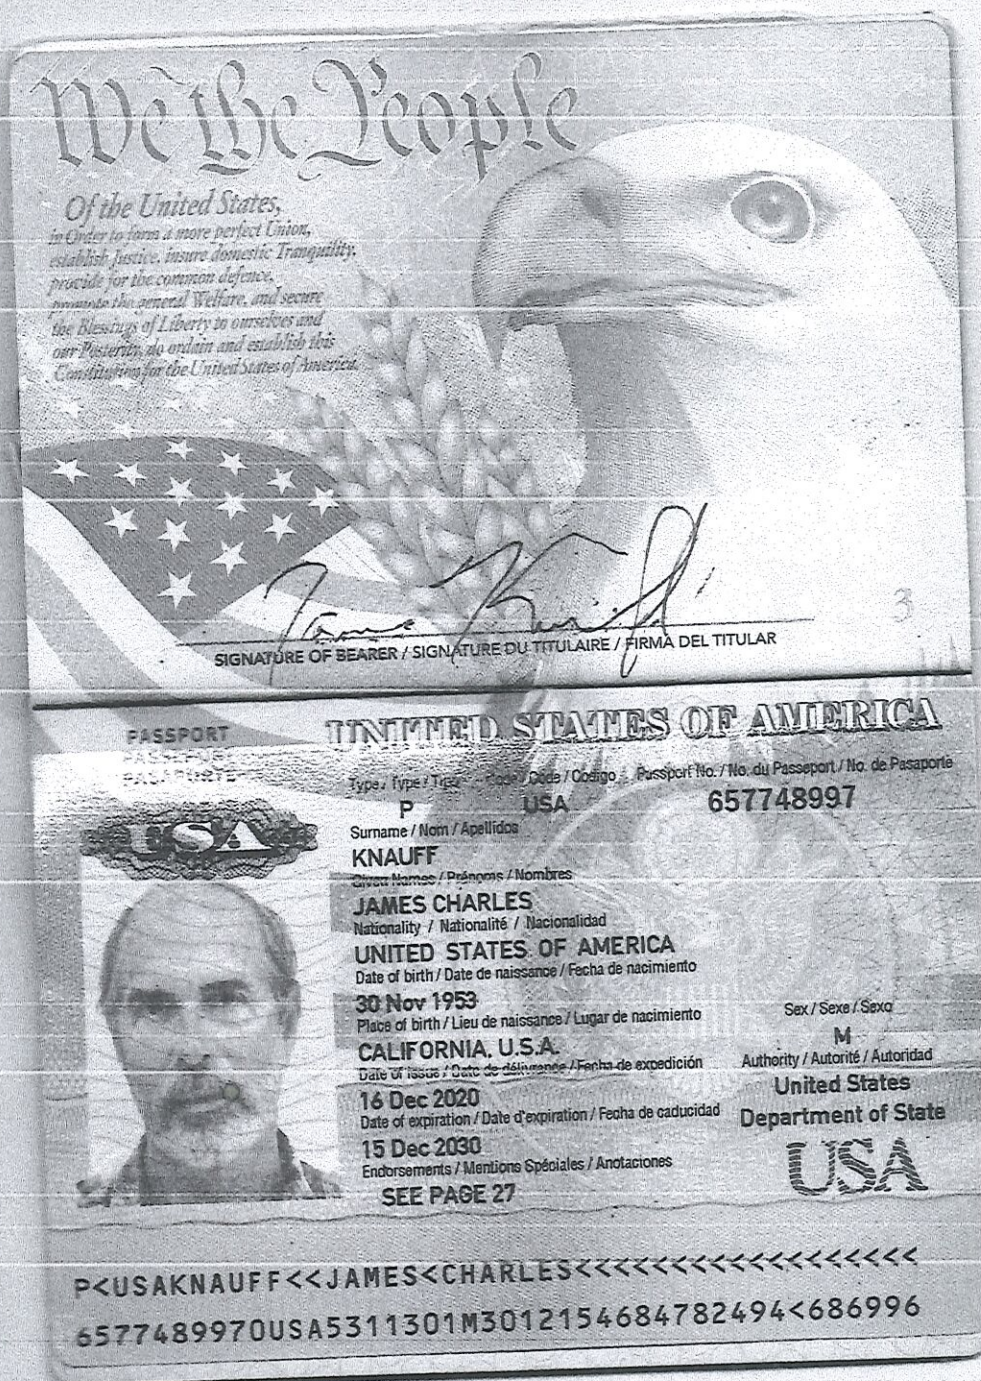 We the People
Of the United States,
in Order to form a more perfect Union,
establish Justice, insure domestic Tranquility,
provide for the common defence,
promote the general Welfare, and secure
the Blessings of Liberty to ourselves and
our Posterity, do ordain and establish this
Constitution for the United States of America.
3
SIGNATURE OF BEARER / SIGNATURE DU TITULAIRE / FIRMA DEL TITULAR
PASSPORT
PASSEPORT
PASAPORTE
UNITED STATES OF AMERICA
Type / Type / Tipo Code / Code / Código Passport No. / No. du Passeport / No. de Pasaporte
P USA 657748997
USA
Surname / Nom / Apellidos
KNAUFF
Given Names / Prénoms / Nombres
JAMES CHARLES
Nationality / Nationalité / Nacionalidad
UNITED STATES OF AMERICA
Date of birth / Date de naissance / Fecha de nacimiento
30 Nov 1953
Place of birth / Lieu de naissance / Lugar de nacimiento Sex / Sexe / Sexo
CALIFORNIA, U.S.A. M
Date of issue / Date de délivrance / Fecha de expedición Authority / Autorité / Autoridad
16 Dec 2020 United States
Date of expiration / Date d'expiration / Fecha de caducidad Department of State
15 Dec 2030
Endorsements / Mentions Spéciales / Anotaciones USA
SEE PAGE 27
P<USAKNAUFF<<JAMES<CHARLES<<<<<<<<<<<<<<<<<<
6577489970USA5311301M3012154684782494<686996